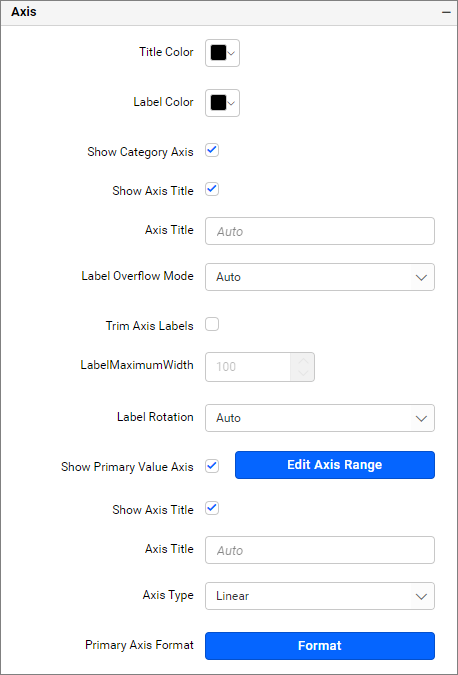 Axis
Title Color
Label Color
Show Category Axis
Show Axis Title
Axis Title Auto
Label Overflow Mode Auto
Trim Axis Labels
LabelMaximumWidth 100
Label Rotation Auto
Show Primary Value Axis Edit Axis Range
Show Axis Title
Axis Title Auto
Axis Type Linear
Primary Axis Format Format